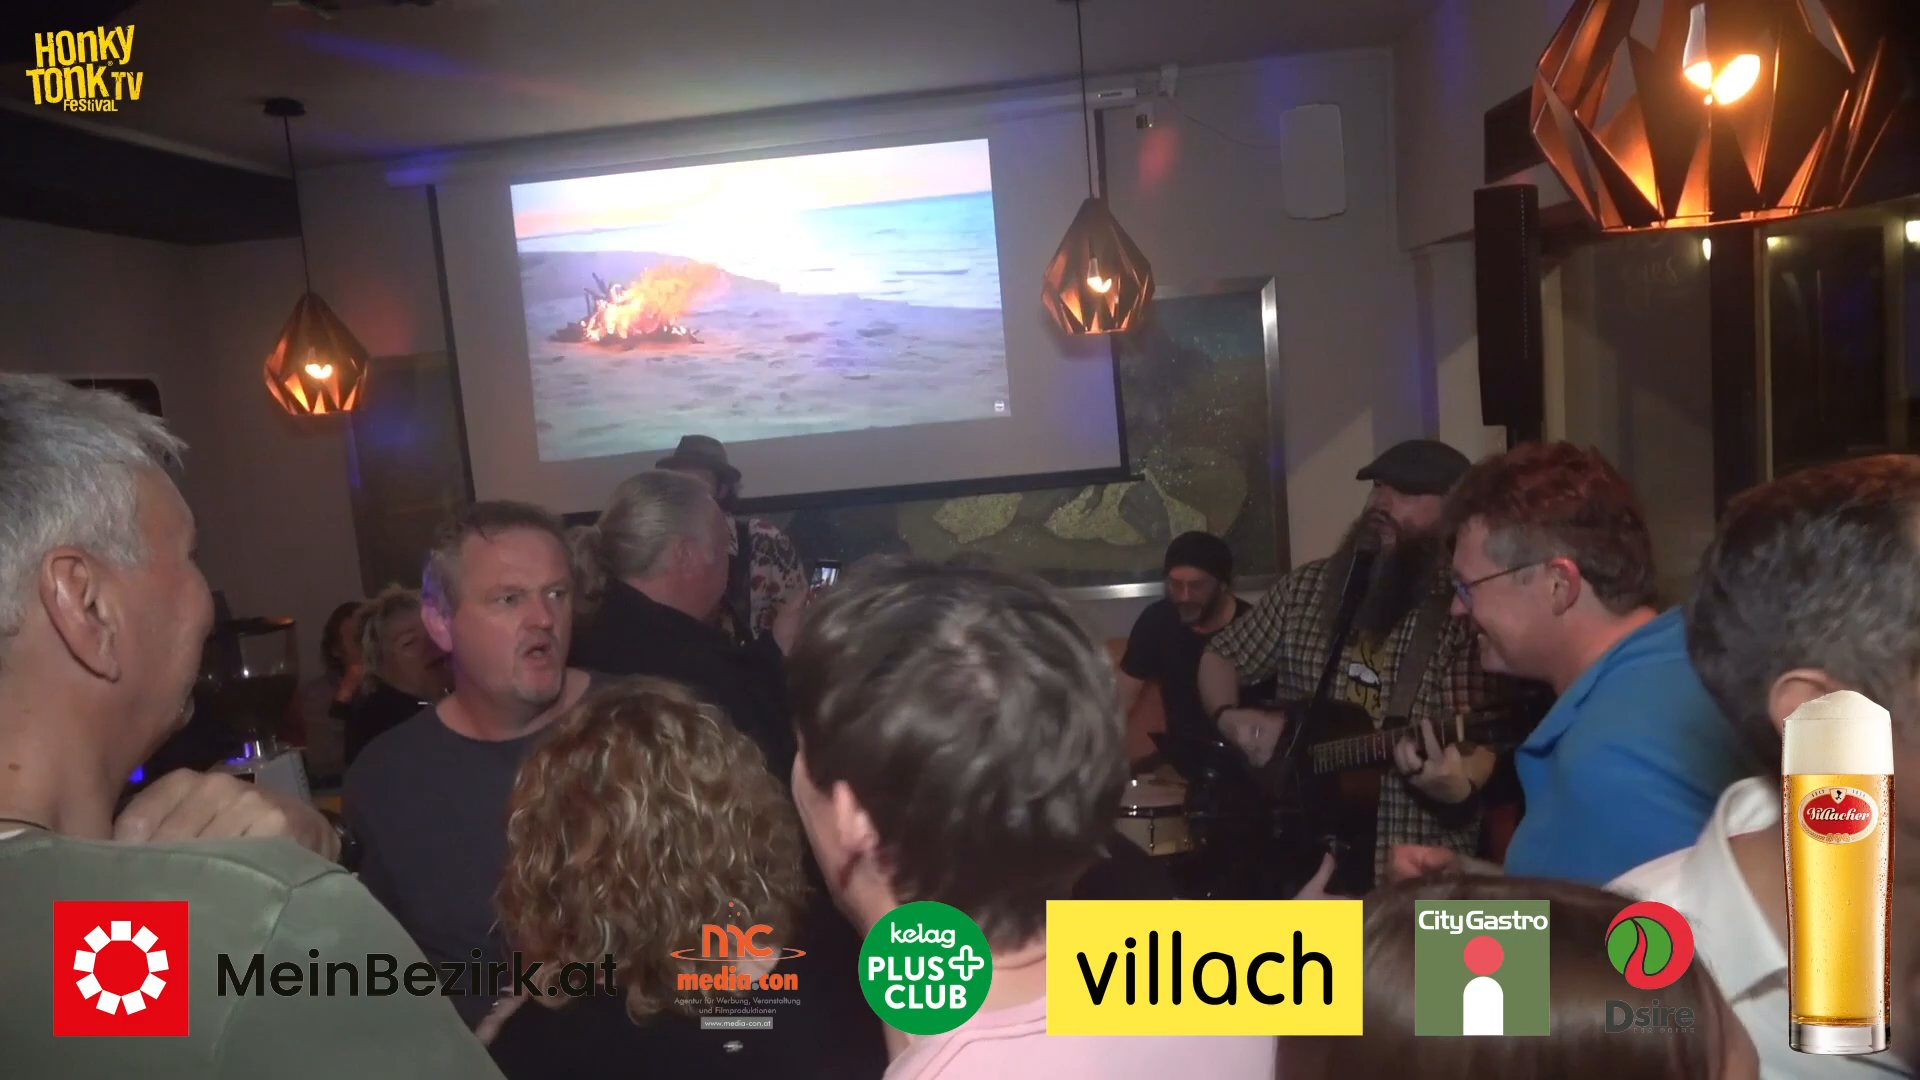 Honky
Tonk® TV
Festival
MeinBezirk.at
mc
media.con
Agentur für Werbung, Veranstaltung
und Filmproduktionen
www.media-con.at
kelag
PLUS+
CLUB
villach
City Gastro
Dsire
Villacher